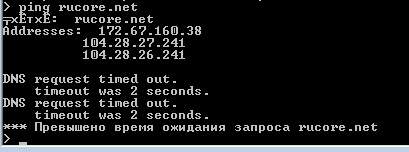 > ping rucore.net
╤хЁтхЁ:  rucore.net
Addresses:  172.67.160.38
104.28.27.241
104.28.26.241
DNS request timed out.
timeout was 2 seconds.
DNS request timed out.
timeout was 2 seconds.
*** Превышено время ожидания запроса rucore.net
> _